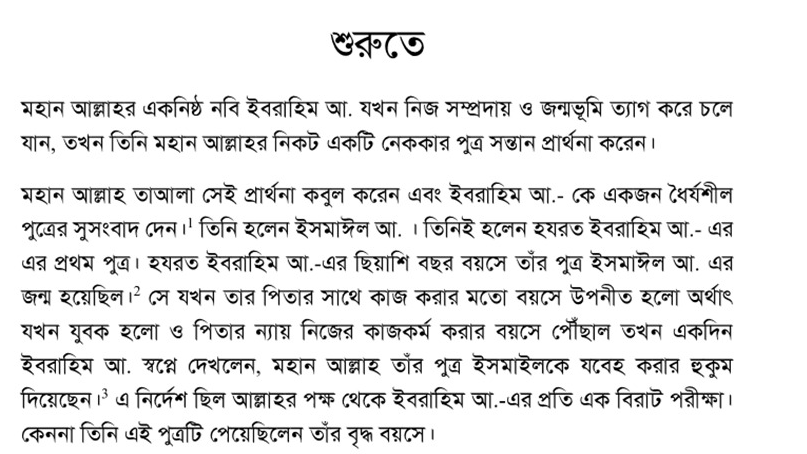 শুরুতে
মহান আল্লাহর একনিষ্ঠ নবি ইবরাহিম আ. যখন নিজ সম্প্রদায় ও জন্মভূমি ত্যাগ করে চলে
যান, তখন তিনি মহান আল্লাহর নিকট একটি নেককার পুত্র সন্তান প্রার্থনা করেন।
মহান আল্লাহ তাআলা সেই প্রার্থনা কবুল করেন এবং ইবরাহিম আ.- কে একজন ধৈর্যশীল
পুত্রের সুসংবাদ দেন।¹ তিনি হলেন ইসমাঈল আ. । তিনিই হলেন হযরত ইবরাহিম আ.- এর
এর প্রথম পুত্র। হযরত ইবরাহিম আ.-এর ছিয়াশি বছর বয়সে তাঁর পুত্র ইসমাঈল আ. এর
জন্ম হয়েছিল।² সে যখন তার পিতার সাথে কাজ করার মতো বয়সে উপনীত হলো অর্থাৎ
যখন যুবক হলো ও পিতার ন্যায় নিজের কাজকর্ম করার বয়সে পৌঁছাল তখন একদিন
ইবরাহিম আ. স্বপ্নে দেখলেন, মহান আল্লাহ তাঁর পুত্র ইসমাইলকে যবেহ করার হুকুম
দিয়েছেন।³ এ নির্দেশ ছিল আল্লাহর পক্ষ থেকে ইবরাহিম আ.-এর প্রতি এক বিরাট পরীক্ষা।
কেননা তিনি এই পুত্রটি পেয়েছিলেন তাঁর বৃদ্ধ বয়সে।